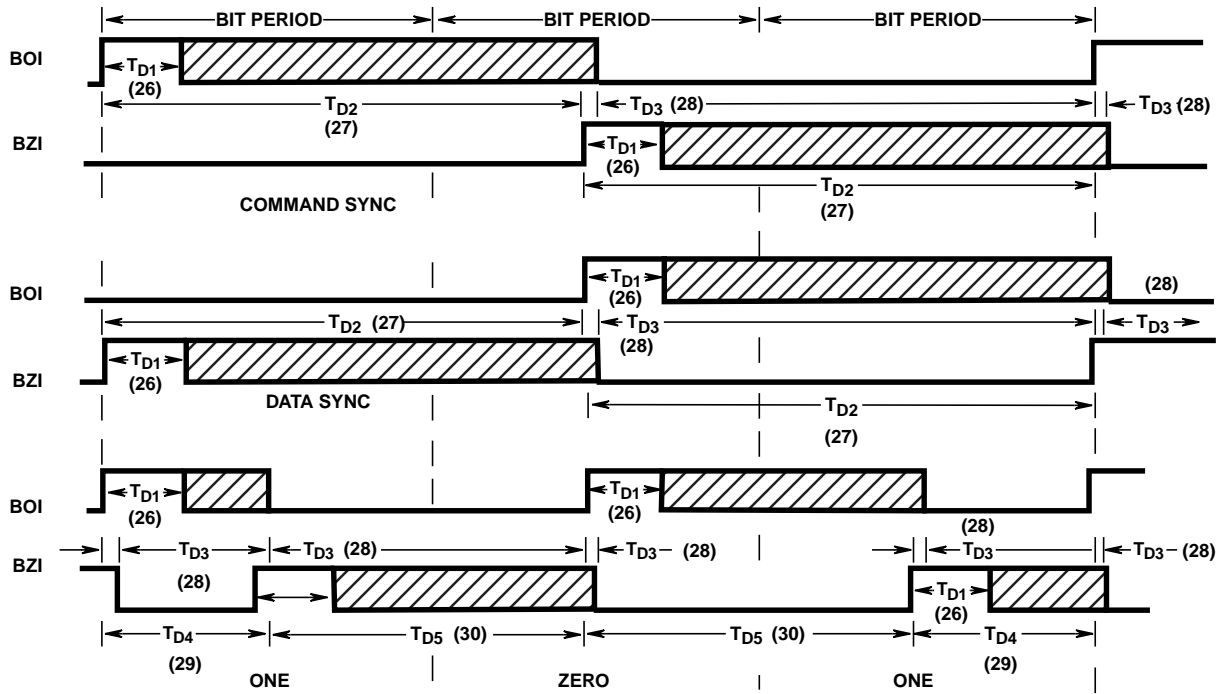 BIT PERIOD BIT PERIOD BIT PERIOD
BOI
TD1 (26)
TD2 (27)
TD3 (28)
TD3 (28)
BZI
TD1 (26)
TD2 (27)
COMMAND SYNC
BOI
TD1 (26)
(28)
TD2 (27)
TD3 (28)
TD3
BZI
TD1 (26)
DATA SYNC
TD2 (27)
BOI
TD1 (26)
TD1 (26)
(28)
BZI
TD3 (28)
TD3 (28)
TD3 (28)
TD3
TD3 (28)
TD1 (26)
TD4 (29)
TD5 (30)
TD5 (30)
TD4 (29)
ONE ZERO ONE